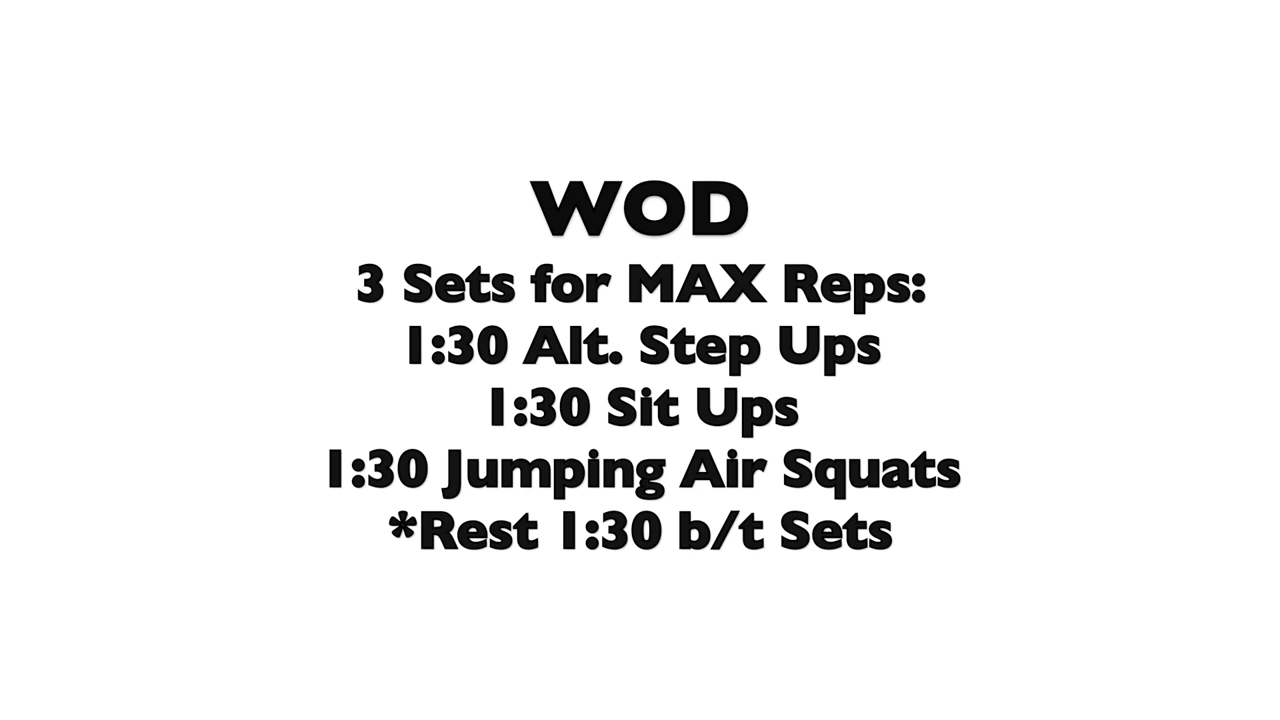 WOD
3 Sets for MAX Reps:
1:30 Alt. Step Ups
1:30 Sit Ups
1:30 Jumping Air Squats
*Rest 1:30 b/t Sets